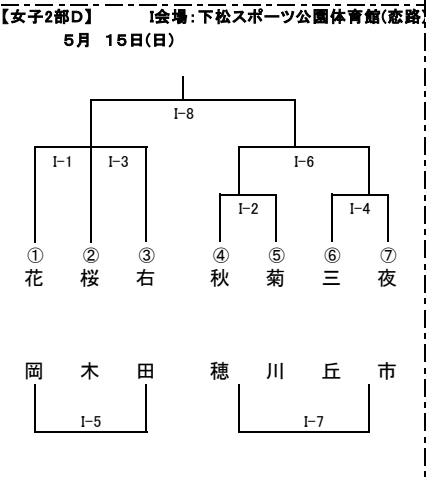 【女子2部D】 I会場:下松スポーツ公園体育館(恋路)
5月 15日(日)
I-8
I-1 I-3 I-6
I-2 I-4
① ② ③ ④ ⑤ ⑥ ⑦
花 桜 右 秋 菊 三 夜
岡 木 田 穂 川 丘 市
I-5 I-7